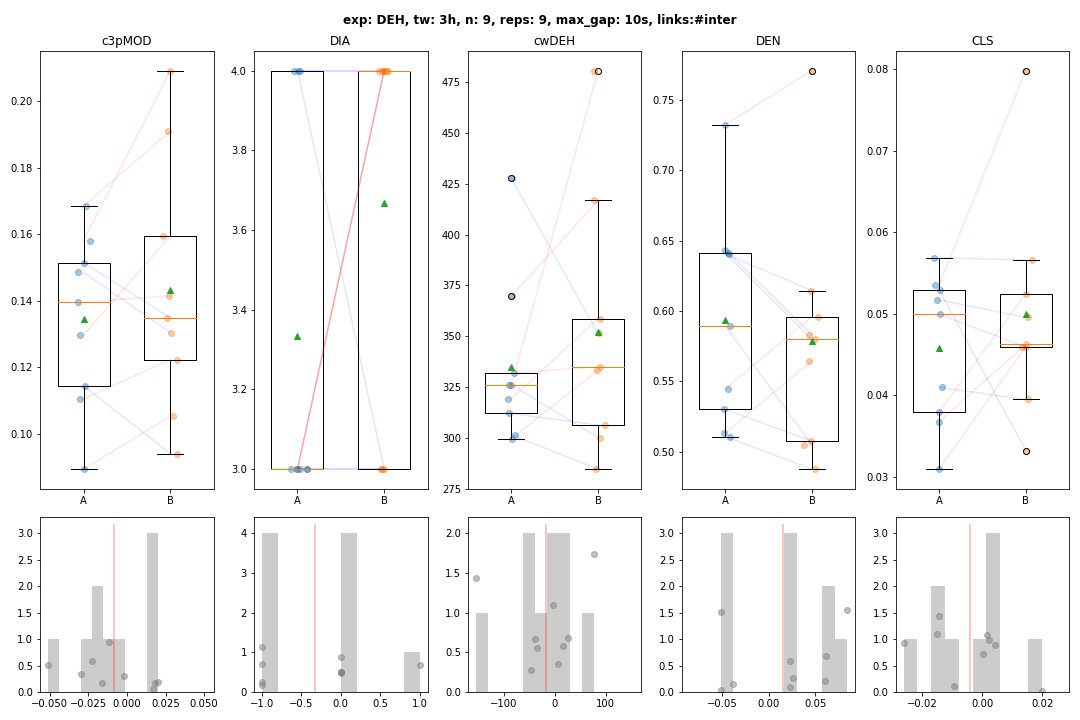 exp: DEH, tw: 3h, n: 9, reps: 9, max_gap: 10s, links:#inter
c3pMOD DIA cwDEH DEN CLS
0.20 0.18 0.16 0.14 0.12 0.10
A B
4.0 3.8 3.6 3.4 3.2 3.0
A B
475 450 425 400 375 350 325 300 275
A B
0.75 0.70 0.65 0.60 0.55 0.50
A B
0.08 0.07 0.06 0.05 0.04 0.03
A B
3.0 2.5 2.0 1.5 1.0 0.5 0.0
−0.050 −0.025 0.000 0.025 0.050
4 3 2 1 0
−1.0 −0.5 0.0 0.5 1.0
2.0 1.5 1.0 0.5 0.0
−100 0 100
3.0 2.5 2.0 1.5 1.0 0.5 0.0
−0.05 0.00 0.05
3.0 2.5 2.0 1.5 1.0 0.5 0.0
−0.02 0.00 0.02